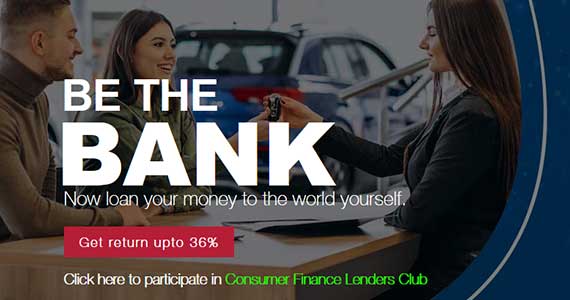 BE THE
BANK
Now loan your money to the world yourself.
Get return upto 36%
Click here to participate in Consumer Finance Lenders Club